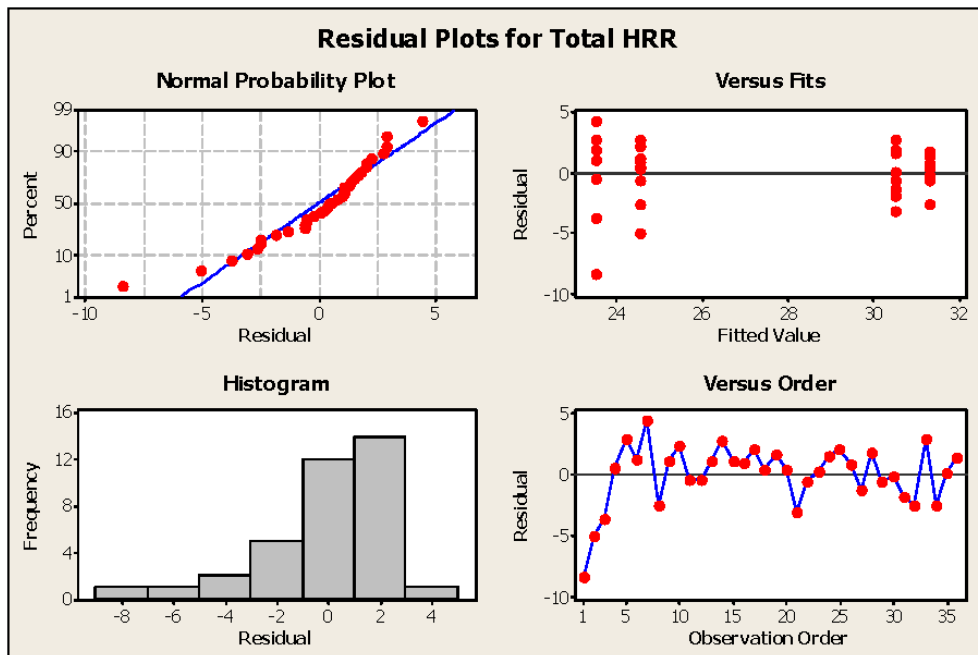 Residual Plots for Total HRR
Normal Probability Plot
99
90
50
10
1
Percent
-10 -5 0 5
Residual
Versus Fits
5
0
-5
-10
Residual
24 26 28 30 32
Fitted Value
Histogram
16
12
8
4
0
Frequency
-8 -6 -4 -2 0 2 4
Residual
Versus Order
5
0
-5
-10
Residual
1 5 10 15 20 25 30 35
Observation Order